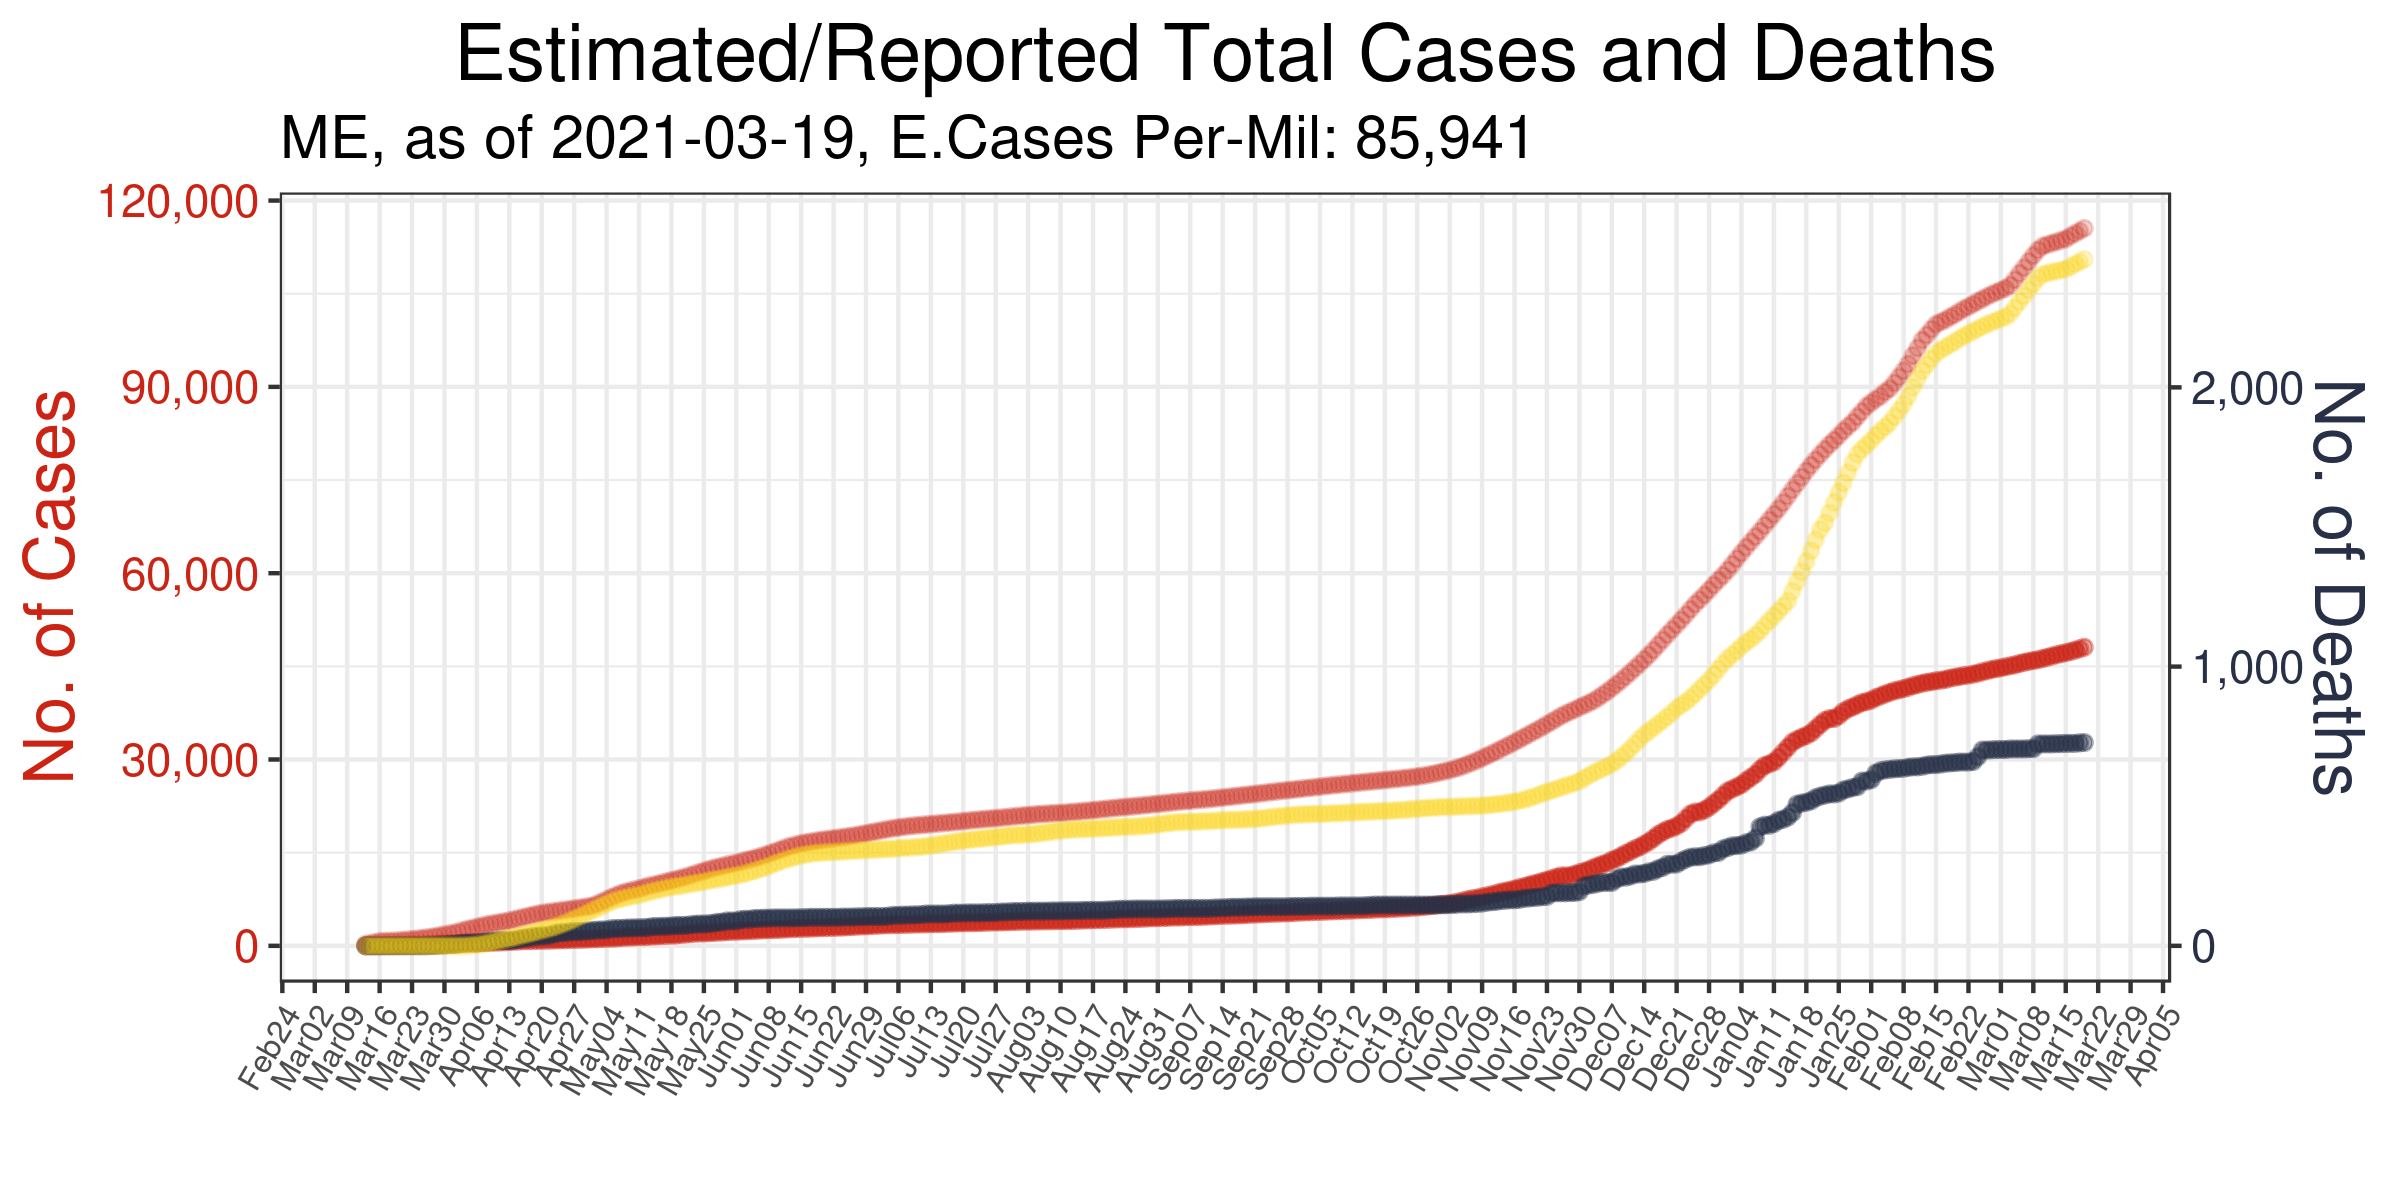 Estimated/Reported Total Cases and Deaths
ME, as of 2021-03-19, E.Cases Per-Mil: 85,941
No. of Cases
120,000
90,000
60,000
30,000
0
2,000
1,000
0
No. of Deaths
Feb24
Mar02
Mar09
Mar16
Mar23
Mar30
Apr06
Apr13
Apr20
Apr27
May04
May11
May18
May25
Jun01
Jun08
Jun15
Jun22
Jun29
Jul06
Jul13
Jul20
Jul27
Aug03
Aug10
Aug17
Aug24
Aug31
Sep07
Sep14
Sep21
Sep28
Oct05
Oct12
Oct19
Oct26
Nov02
Nov09
Nov16
Nov23
Nov30
Dec07
Dec14
Dec21
Dec28
Jan04
Jan11
Jan18
Jan25
Feb01
Feb08
Feb15
Feb22
Mar01
Mar08
Mar15
Mar22
Mar29
Apr05